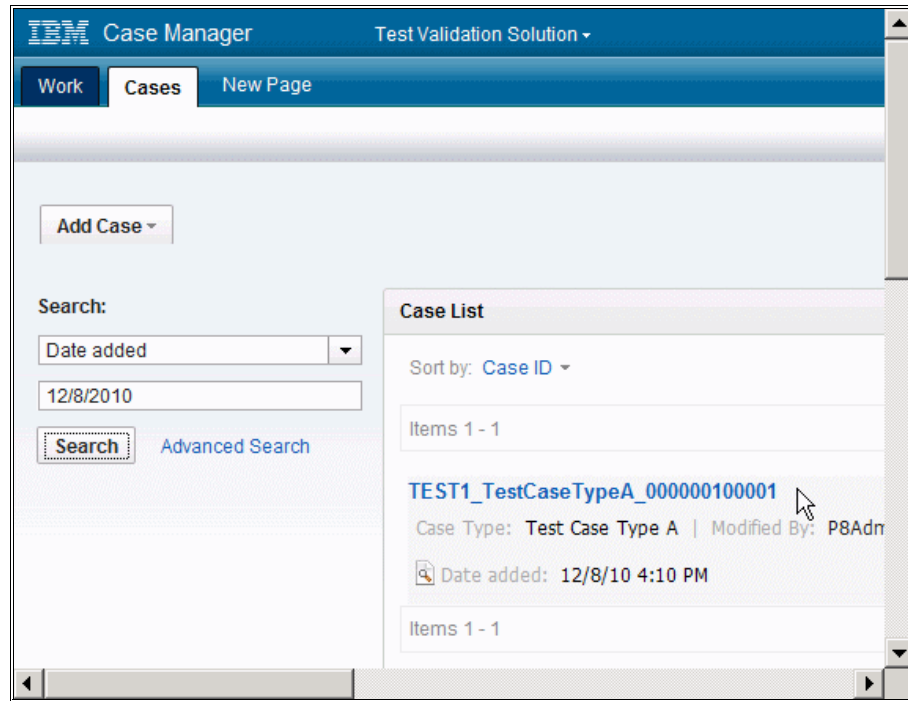 IBM Case Manager
Test Validation Solution
Work
Cases
New Page
Add Case
Search:
Date added
12/8/2010
Search
Advanced Search
Case List
Sort by: Case ID
Items 1 - 1
TEST1_TestCaseTypeA_000000100001
Case Type: Test Case Type A | Modified By: P8Adm
Date added: 12/8/10 4:10 PM
Items 1 - 1